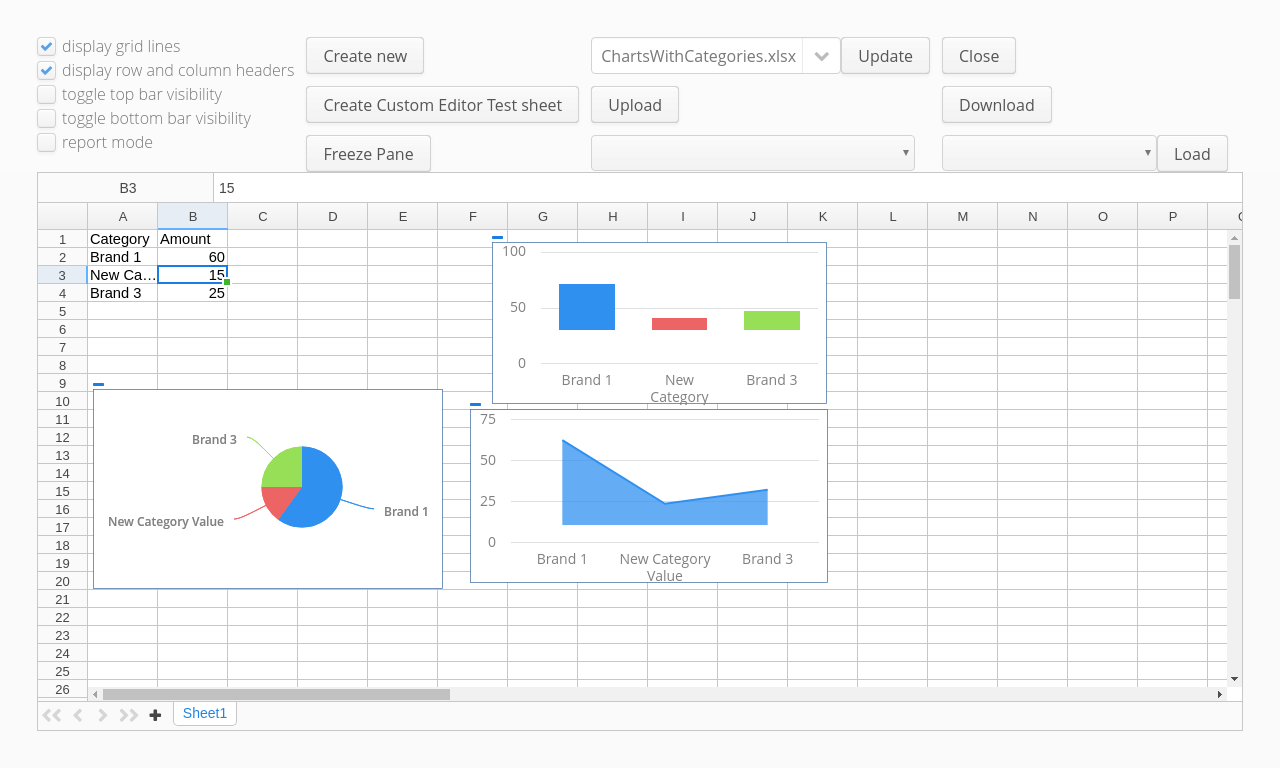 display grid lines
display row and column headers
toggle top bar visibility
toggle bottom bar visibility
report mode
Create new
ChartsWithCategories.xlsx
Update
Close
Create Custom Editor Test sheet
Upload
Download
Freeze Pane
Load
B3 15
A B C D E F G H I J K L M N O P
1 Category Amount
2 Brand 1 60
3 New Ca... 15
4 Brand 3 25
5
6
7
8
9
10
11
12
13
14
15
16
17
18
19
20
21
22
23
24
25
26
100
50
0
Brand 1 New Brand 3
Category
Brand 3
New Category Value
Brand 1
75
50
25
0
Brand 1 New Category Brand 3
Value
Sheet1